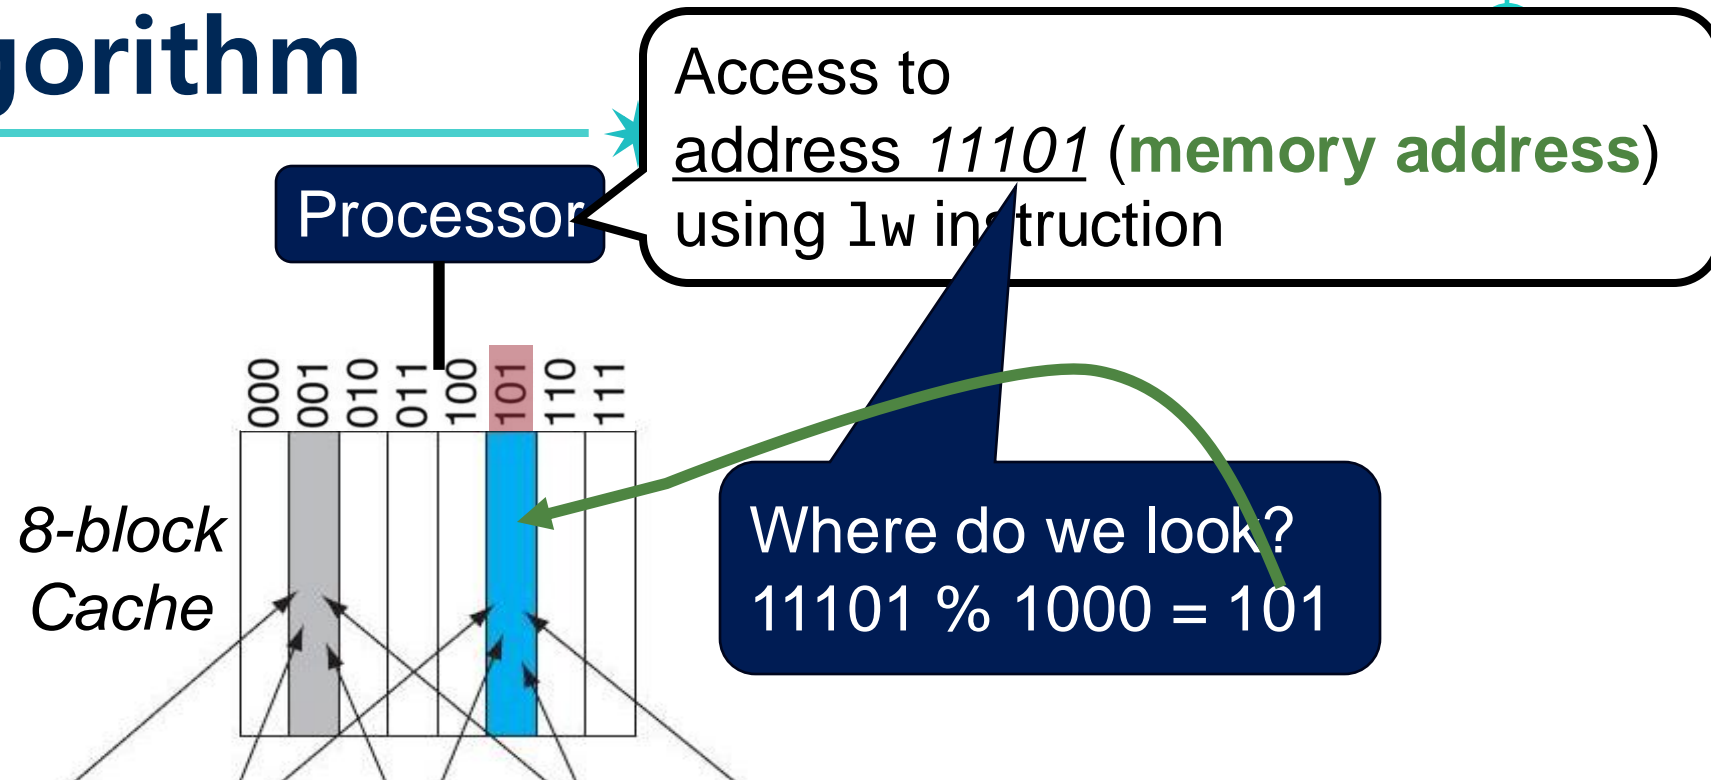 gorithm
Access to
address 11101 (memory address)
using lw instruction
Processor
000 001 010 011 100 101 110 111
8-block
Cache
Where do we look?
11101 % 1000 = 101